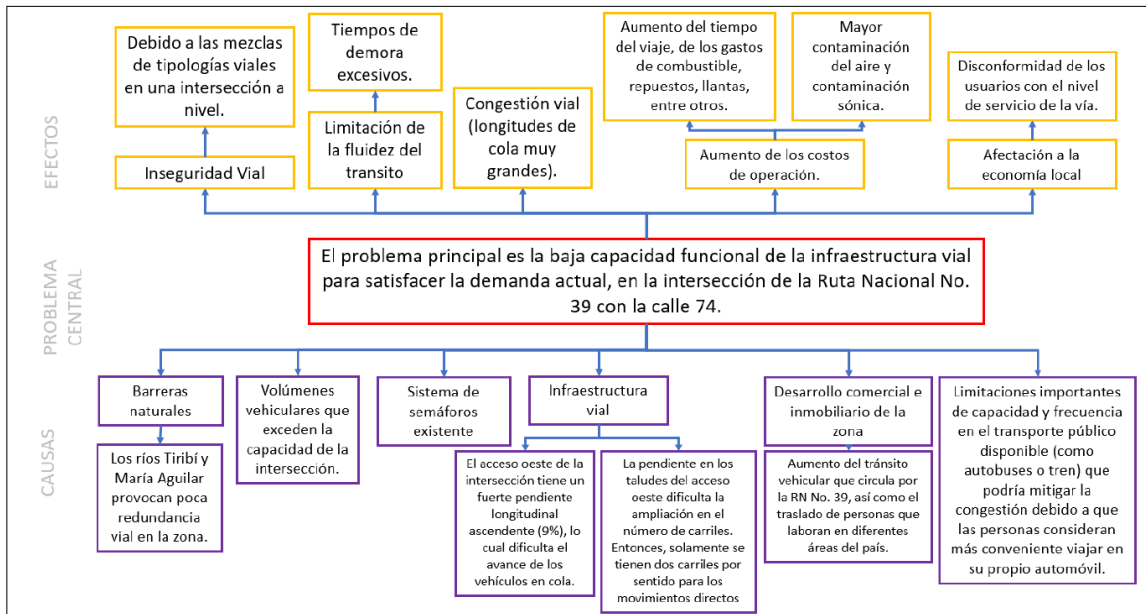 EFECTOS
Debido a las mezclas
de tipologías viales
en una intersección a
nivel.
Inseguridad Vial
Tiempos de
demora
excesivos.
Limitación de
la fluidez del
transito
Congestión vial
(longitudes de
cola muy
grandes).
Aumento del tiempo
del viaje, de los gastos
de combustible,
repuestos, llantas,
entre otros.
Mayor
contaminación
del aire y
contaminación
sónica.
Aumento de los costos
de operación.
Disconformidad de los
usuarios con el nivel
de servicio de la vía.
Afectación a la
economía local
PROBLEMA
CENTRAL
El problema principal es la baja capacidad funcional de la infraestructura vial
para satisfacer la demanda actual, en la intersección de la Ruta Nacional No.
39 con la calle 74.
CAUSAS
Barreras
naturales
Los ríos Tiribí y
María Aguilar
provocan poca
redundancia
vial en la zona.
Volúmenes
vehiculares que
exceden la
capacidad de la
intersección.
Sistema de
semáforos
existente
Infraestructura
vial
El acceso oeste de la
intersección tiene un
fuerte pendiente
longitudinal
ascendente (9%), lo
cual dificulta el
avance de los
vehículos en cola.
La pendiente en los
taludes del acceso
oeste dificulta la
ampliación en el
número de carriles.
Entonces, solamente se
tienen dos carriles por
sentido para los
movimientos directos
Desarrollo comercial e
inmobiliario de la
zona
Aumento del tránsito
vehicular que circula por
la RN No. 39, así como el
traslado de personas que
laboran en diferentes
áreas del país.
Limitaciones importantes
de capacidad y frecuencia
en el transporte público
disponible (como
autobuses o tren) que
podría mitigar la
congestión debido a que
las personas consideran
más conveniente viajar en
su propio automóvil.